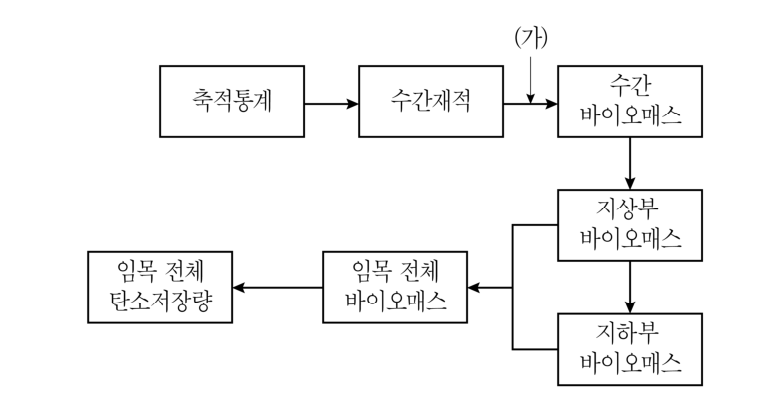 (가)
축적통계
수간재적
수간
바이오매스
지상부
바이오매스
임목 전체
탄소저장량
임목 전체
바이오매스
지하부
바이오매스